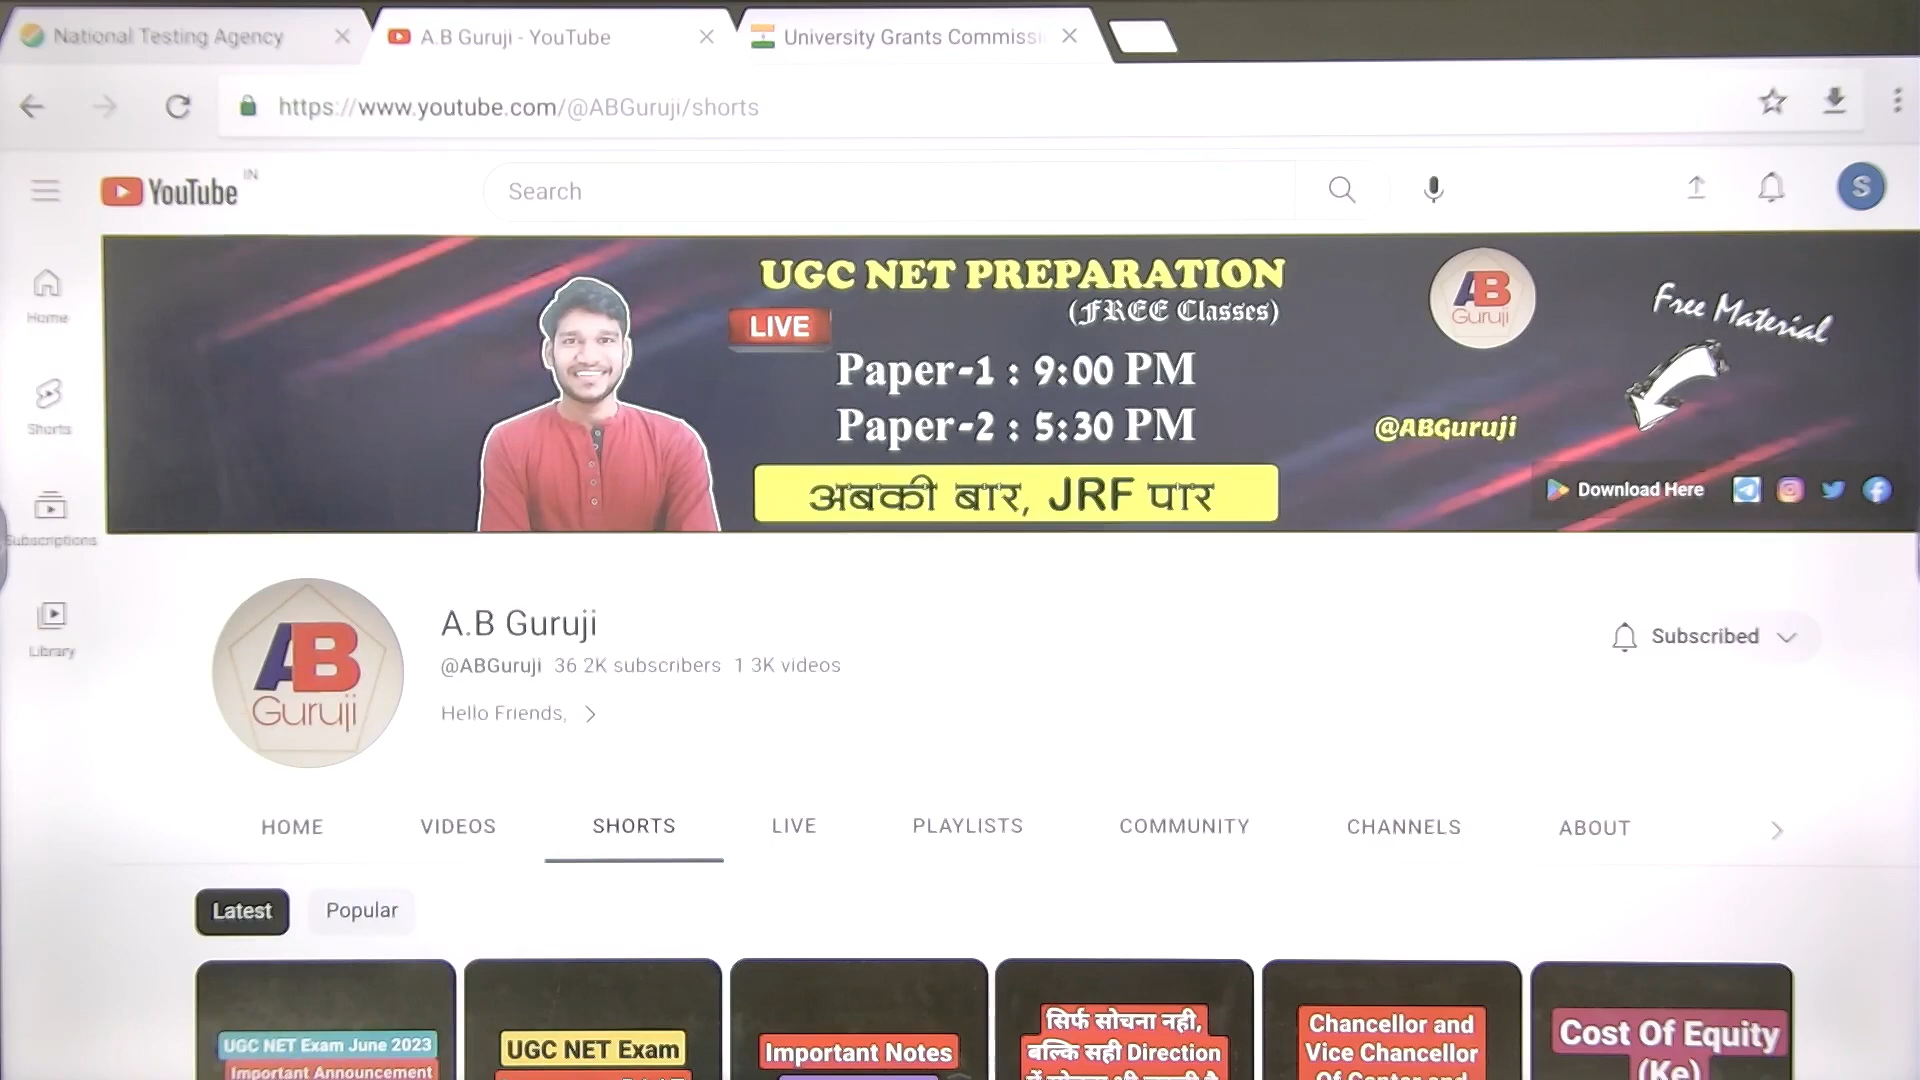 National Testing Agency
A.B Guruji - YouTube
University Grants Commissi
https://www.youtube.com/@ABGuruji/shorts
YouTube IN
Search
S
Home
Shorts
Subscriptions
Library
UGC NET PREPARATION
(FREE Classes)
LIVE
Paper-1 : 9:00 PM
Paper-2 : 5:30 PM
अबकी बार, JRF पार
AB
Guruji
@ABGuruji
Free Material
Download Here
AB
Guruji
A.B Guruji
@ABGuruji 36 2K subscribers 1 3K videos
Hello Friends,
Subscribed
HOME VIDEOS SHORTS LIVE PLAYLISTS COMMUNITY CHANNELS ABOUT
Latest Popular
UGC NET Exam June 2023
Important Announcement
UGC NET Exam
Important Notes
सिर्फ सोचना नही,
बल्कि सही Direction
Chancellor and
Vice Chancellor
Of Center and
Cost Of Equity
(Ke)